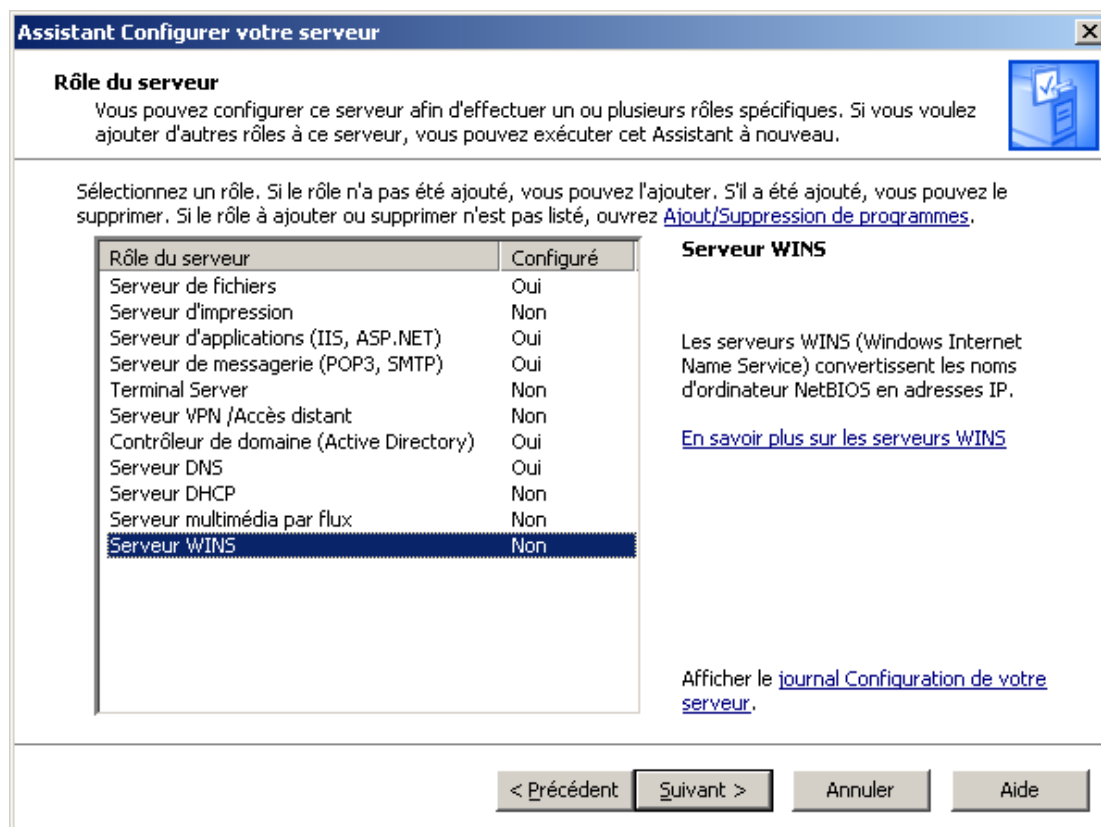 Assistant Configurer votre serveur
Rôle du serveur
Vous pouvez configurer ce serveur afin d'effectuer un ou plusieurs rôles spécifiques. Si vous voulez
ajouter d'autres rôles à ce serveur, vous pouvez exécuter cet Assistant à nouveau.
Sélectionnez un rôle. Si le rôle n'a pas été ajouté, vous pouvez l'ajouter. S'il a été ajouté, vous pouvez le
supprimer. Si le rôle à ajouter ou supprimer n'est pas listé, ouvrez Ajout/Suppression de programmes.
Rôle du serveur Configuré
Serveur de fichiers Oui
Serveur d'impression Non
Serveur d'applications (IIS, ASP.NET) Oui
Serveur de messagerie (POP3, SMTP) Oui
Terminal Server Non
Serveur VPN /Accès distant Non
Contrôleur de domaine (Active Directory) Oui
Serveur DNS Oui
Serveur DHCP Non
Serveur multimédia par flux Non
Serveur WINS Non
Serveur WINS
Les serveurs WINS (Windows Internet
Name Service) convertissent les noms
d'ordinateur NetBIOS en adresses IP.
En savoir plus sur les serveurs WINS
Afficher le journal Configuration de votre
serveur.
< Précédent Suivant > Annuler Aide